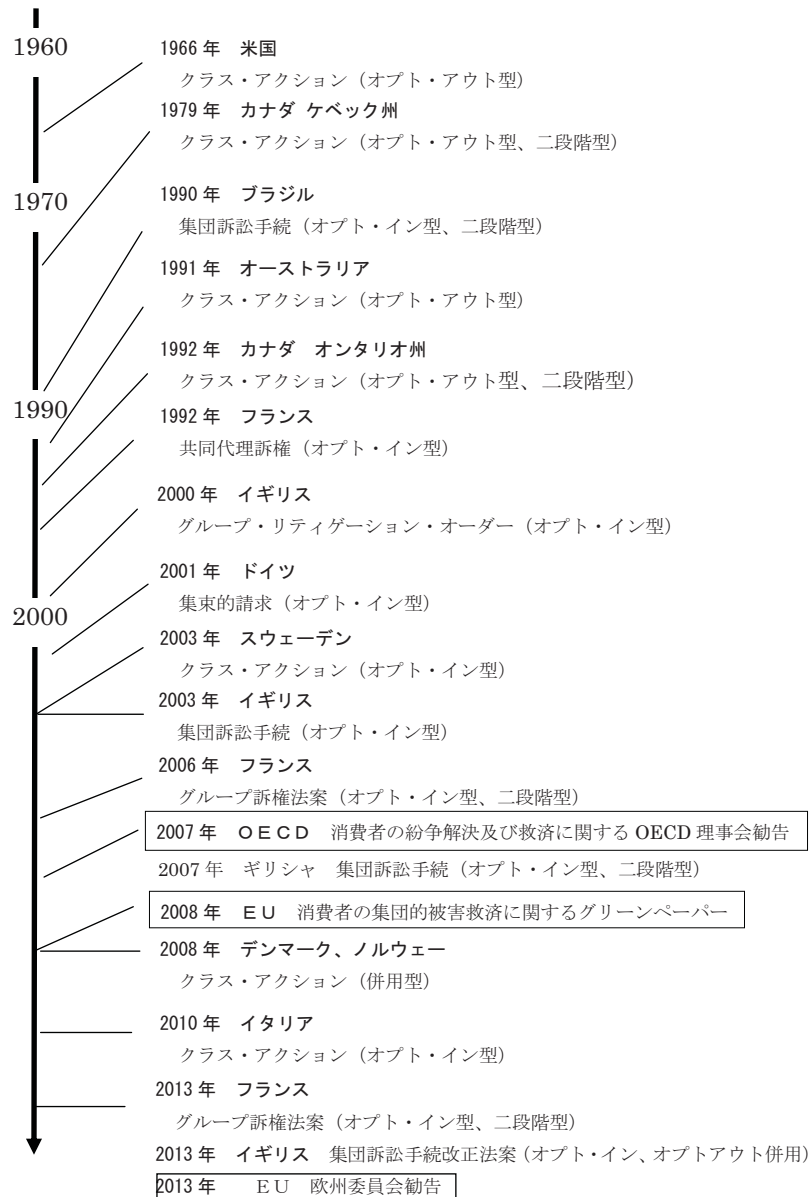 1960
1966 年　米国
クラス・アクション（オプト・アウト型）
1979 年　カナダ ケベック州
クラス・アクション（オプト・アウト型、二段階型）
1970
1990 年　ブラジル
集団訴訟手続（オプト・イン型、二段階型）
1991 年　オーストラリア
クラス・アクション（オプト・アウト型）
1992 年　カナダ　オンタリオ州
クラス・アクション（オプト・アウト型、二段階型）
1990
1992 年　フランス
共同代理訴権（オプト・イン型）
2000 年　イギリス
グループ・リティゲーション・オーダー（オプト・イン型）
2001 年　ドイツ
集束的請求（オプト・イン型）
2000
2003 年　スウェーデン
クラス・アクション（オプト・イン型）
2003 年　イギリス
集団訴訟手続（オプト・イン型）
2006 年　フランス
グループ訴権法案（オプト・イン型、二段階型）
2007 年　ＯＥＣＤ　消費者の紛争解決及び救済に関する OECD 理事会勧告
2007 年　ギリシャ　集団訴訟手続（オプト・イン型、二段階型）
2008 年　ＥＵ　消費者の集団的被害救済に関するグリーンペーパー
2008 年　デンマーク、ノルウェー
クラス・アクション（併用型）
2010 年　イタリア
クラス・アクション（オプト・イン型）
2013 年　フランス
グループ訴権法案（オプト・イン型、二段階型）
2013 年　イギリス　集団訴訟手続改正法案（オプト・イン、オプトアウト併用）
2013 年　　ＥＵ　欧州委員会勧告